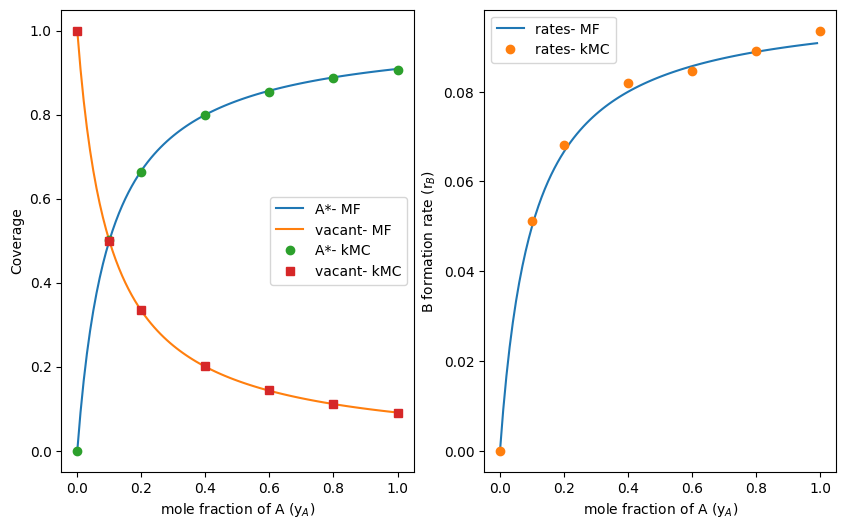 1.0
0.8
0.6
0.4
0.2
0.0
Coverage
A*- MF
vacant- MF
A*- kMC
vacant- kMC
0.0 0.2 0.4 0.6 0.8 1.0
mole fraction of A (y_A)
rates- MF
rates- kMC
0.08
0.06
0.04
0.02
0.00
B formation rate (r_B)
0.0 0.2 0.4 0.6 0.8 1.0
mole fraction of A (y_A)